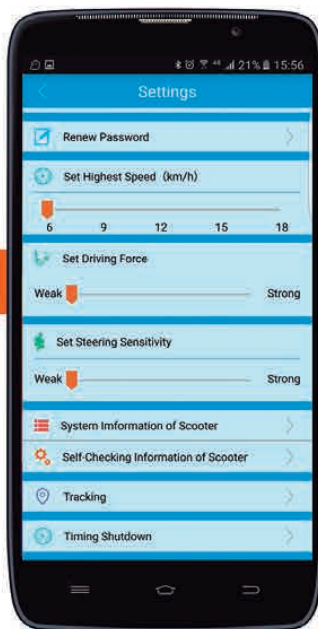 21% 15:56
Settings
Renew Password
Set Highest Speed (km/h)
6 9 12 15 18
Set Driving Force
Weak Strong
Set Steering Sensitivity
Weak Strong
System Imformation of Scooter
Self-Checking Information of Scooter
Tracking
Timing Shutdown